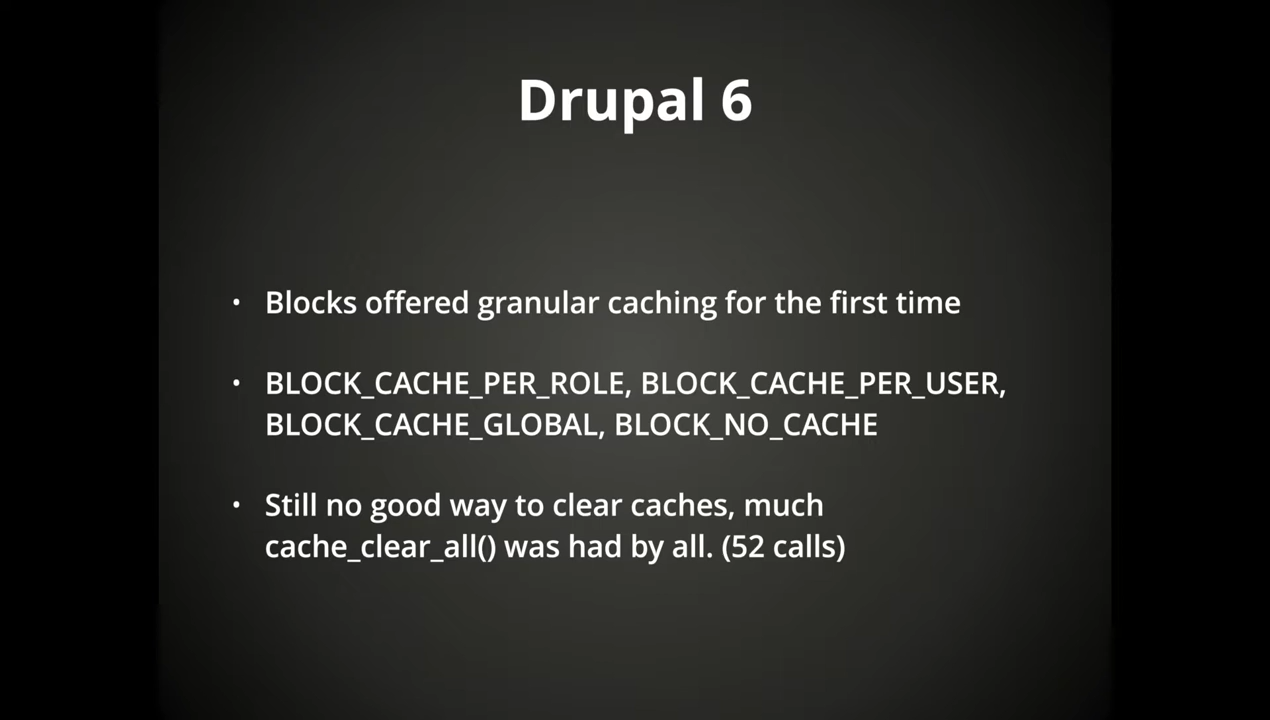 Drupal 6
• Blocks offered granular caching for the first time
• BLOCK_CACHE_PER_ROLE, BLOCK_CACHE_PER_USER,
BLOCK_CACHE_GLOBAL, BLOCK_NO_CACHE
• Still no good way to clear caches, much
cache_clear_all() was had by all. (52 calls)